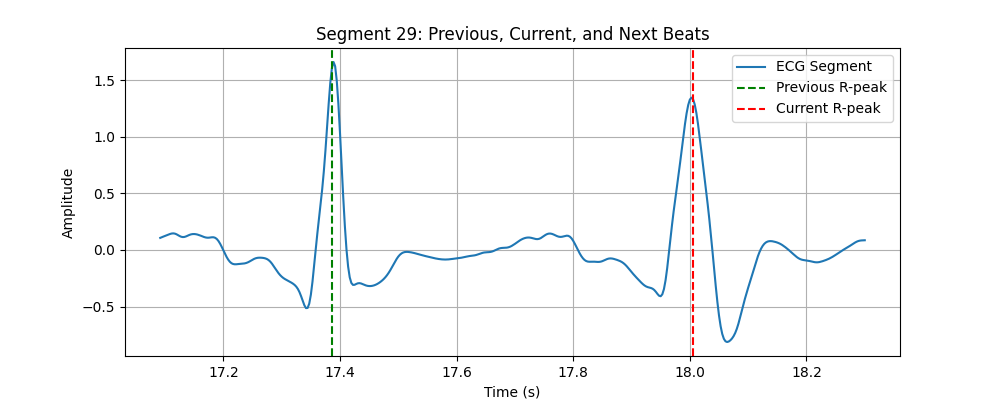 Segment 29: Previous, Current, and Next Beats
ECG Segment
Previous R-peak
Current R-peak
Amplitude
1.5
1.0
0.5
0.0
−0.5
17.2 17.4 17.6 17.8 18.0 18.2
Time (s)